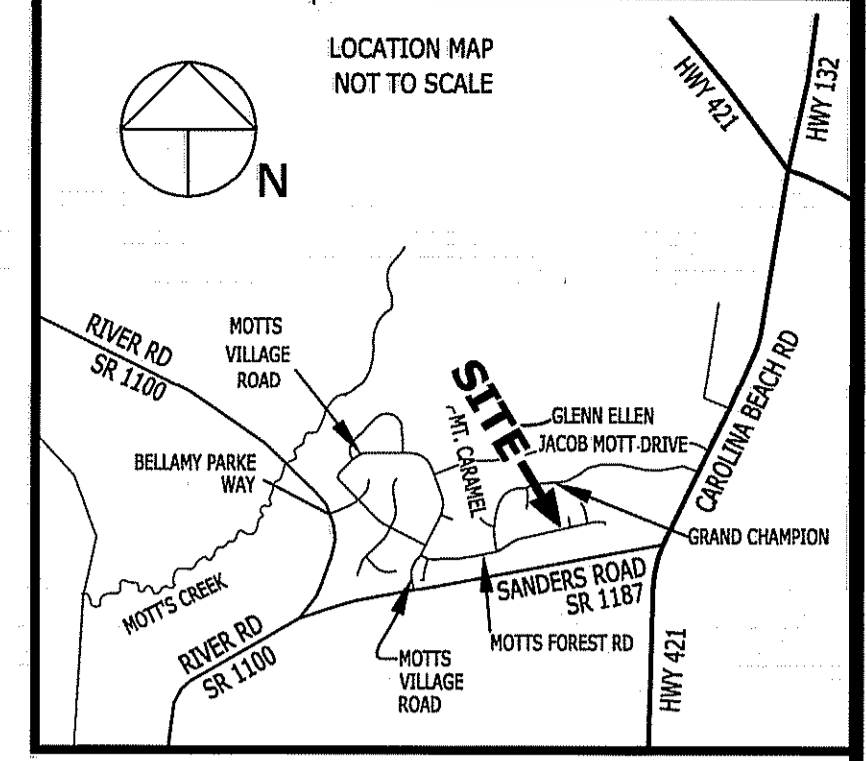 LOCATION MAP
NOT TO SCALE
N
HWY 421
HWY 132
RIVER RD
SR 1100
MOTTS
VILLAGE
ROAD
SITE
GLENN ELLEN
JACOB MOTT DRIVE
MT. CARAMEL
CAROLINA BEACH RD
BELLAMY PARKE
WAY
GRAND CHAMPION
MOTT'S CREEK
SANDERS ROAD
SR 1187
RIVER RD
SR 1100
MOTTS FOREST RD
MOTTS
VILLAGE
ROAD
HWY 421